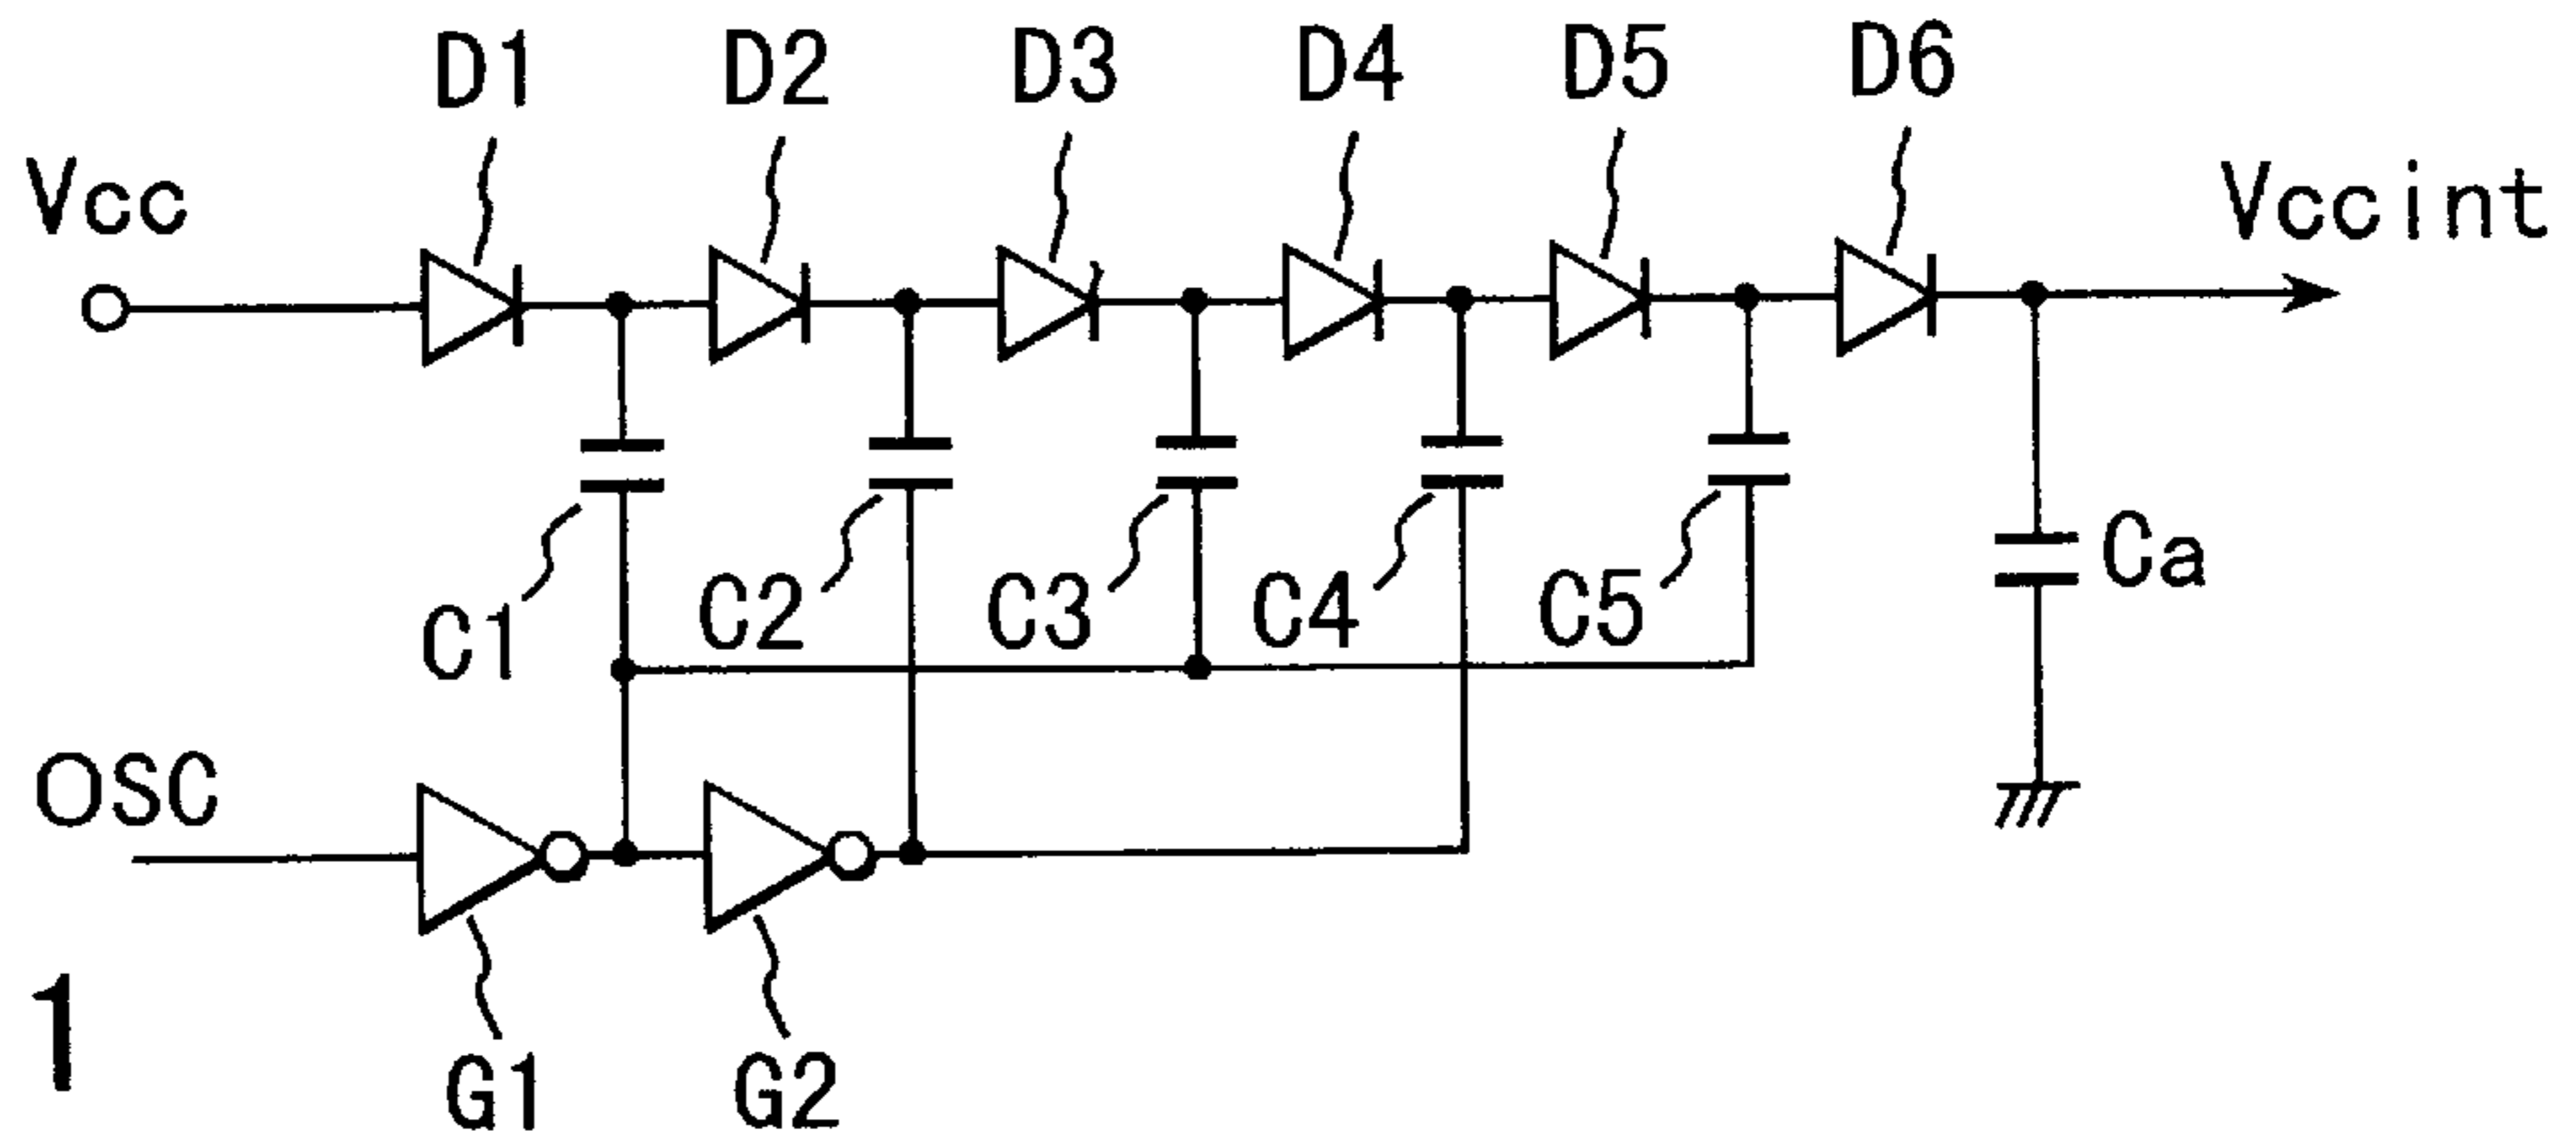 D1 D2 D3 D4 D5 D6
Vcc Vccint
C1 C2 C3 C4 C5 Ca
OSC
1
G1 G2